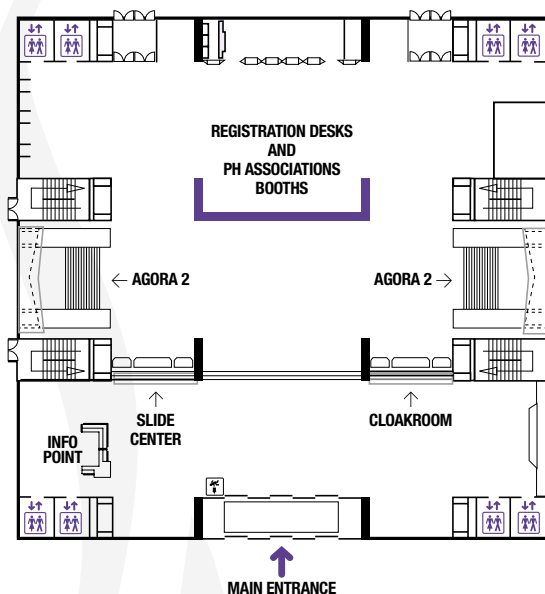 REGISTRATION DESKS
AND
PH ASSOCIATIONS
BOOTHS
← AGORA 2
AGORA 2 →
SLIDE
CENTER
CLOAKROOM
INFO
POINT
MAIN ENTRANCE